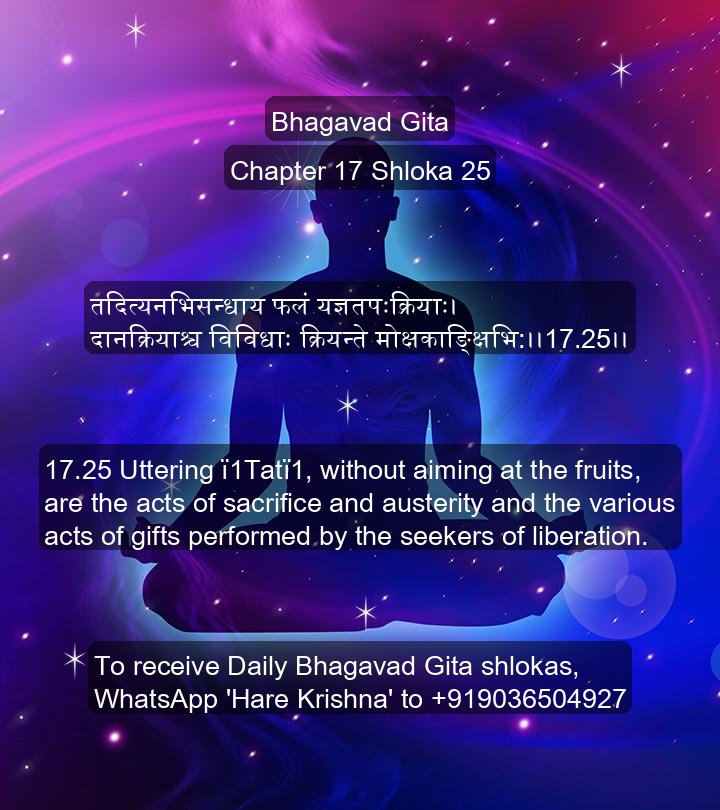 Bhagavad Gita
Chapter 17 Shloka 25
तदित्यनभिसन्धाय फलं यज्ञतपःक्रियाः।
दानक्रियाश्च विविधाः क्रियन्ते मोक्षकाङ्क्षिभि:।।17.25।।
17.25 Uttering ï1Tatï1, without aiming at the fruits,
are the acts of sacrifice and austerity and the various
acts of gifts performed by the seekers of liberation.
To receive Daily Bhagavad Gita shlokas,
WhatsApp 'Hare Krishna' to +919036504927